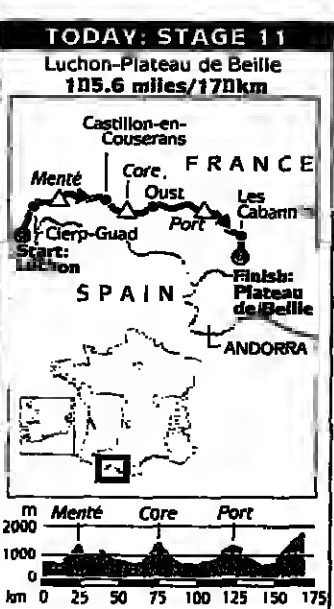 TODAY: STAGE 11
Luchon-Plateau de Beille
105.6 miles/170km
Castillon-en-
Couserans
Menté
Core
FRANCE
Oust
Port
Les
Cabann
Cierp-Guad
Start:
Luchon
Finish:
Plateau
de Beille
SPAIN
ANDORRA
m Menté Core Port
2000
1000
0
km 0 25 50 75 100 125 150 175